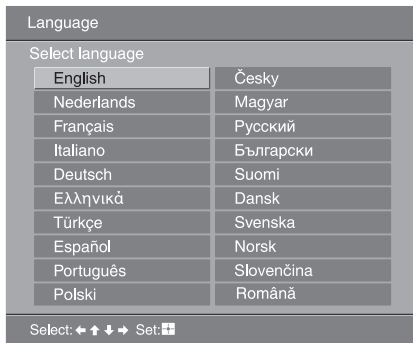 Language
Select language
English
Nederlands
Français
Italiano
Deutsch
Ελληνικά
Türkçe
Español
Português
Polski
Česky
Magyar
Русский
Български
Suomi
Dansk
Svenska
Norsk
Slovenčina
Română
Select: ←↑↓→ Set: